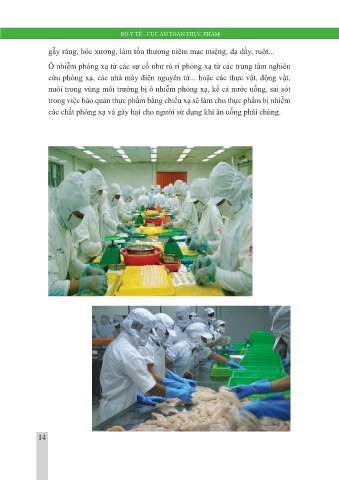 BỘ Y TẾ - CỤC AN TOÀN THỰC PHẨM
gẫy răng, hóc xương, làm tổn thương niêm mạc miệng, dạ dầy, ruột...
Ô nhiễm phóng xạ từ các sự cố như rò rỉ phóng xạ từ các trung tâm nghiên
cứu phóng xạ, các nhà máy điện nguyên tử... hoặc các thực vật, động vật,
nuôi trong vùng môi trường bị ô nhiễm phóng xạ, kể cả nước uống, sai sót
trong việc bảo quản thực phẩm bằng chiếu xạ sẽ làm cho thực phẩm bị nhiễm
các chất phóng xạ và gây hại cho người sử dụng khi ăn uống phải chúng.
14